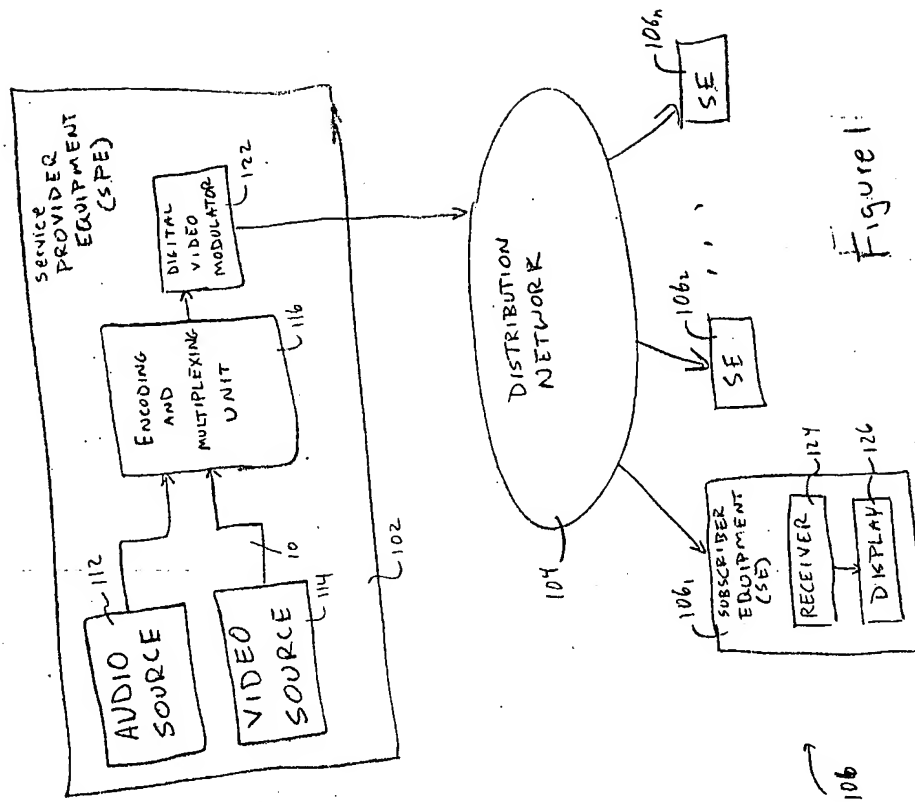 Service
PROVIDER
EQUIPMENT
(SPE)
AUDIO
SOURCE
112
VIDEO
SOURCE
114
10
ENCODING
AND
MULTIPLEXING
UNIT
116
DIGITAL
VIDEO
MODULATOR
122
102
DISTRIBUTION
NETWORK
104
106₁
SUBSCRIBER
EQUIPMENT
(SE)
RECEIVER
124
DISPLAY
126
SE
106₂
, , ,
SE
106n
106
Figure 1